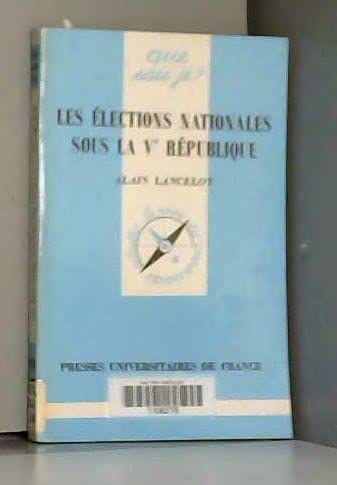 que
sais-je?
LES ÉLECTIONS NATIONALES
SOUS LA Vᵉ RÉPUBLIQUE
ALAIN LANCELOT
PRESSES UNIVERSITAIRES DE FRANCE